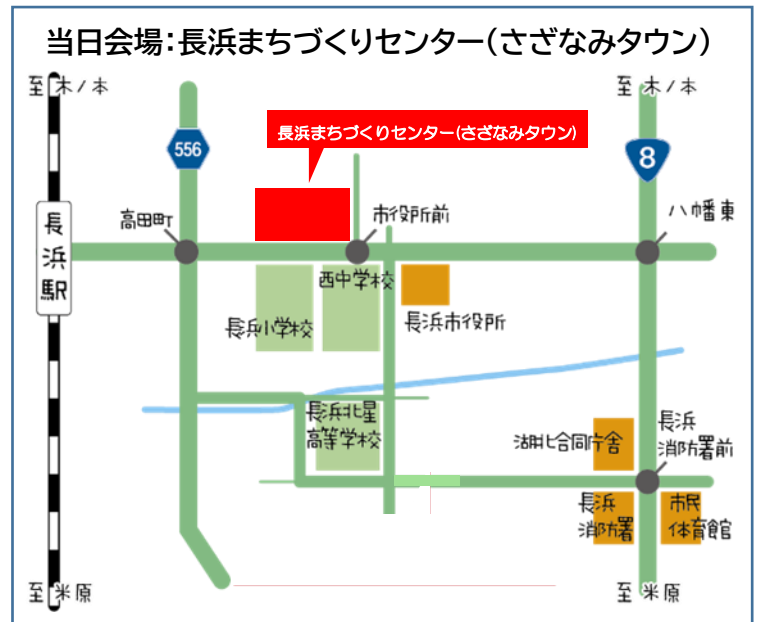 当日会場:長浜まちづくりセンター(さざなみタウン)
至木ノ本
至木ノ本
556
長浜まちづくりセンター(さざなみタウン)
8
高田町
市役所前
八幡東
長浜駅
西中学校
長浜小学校
長浜市役所
長浜北星
高等学校
湖北合同庁舎
長浜
消防署前
長浜
消防署
市民
体育館
至米原
至米原